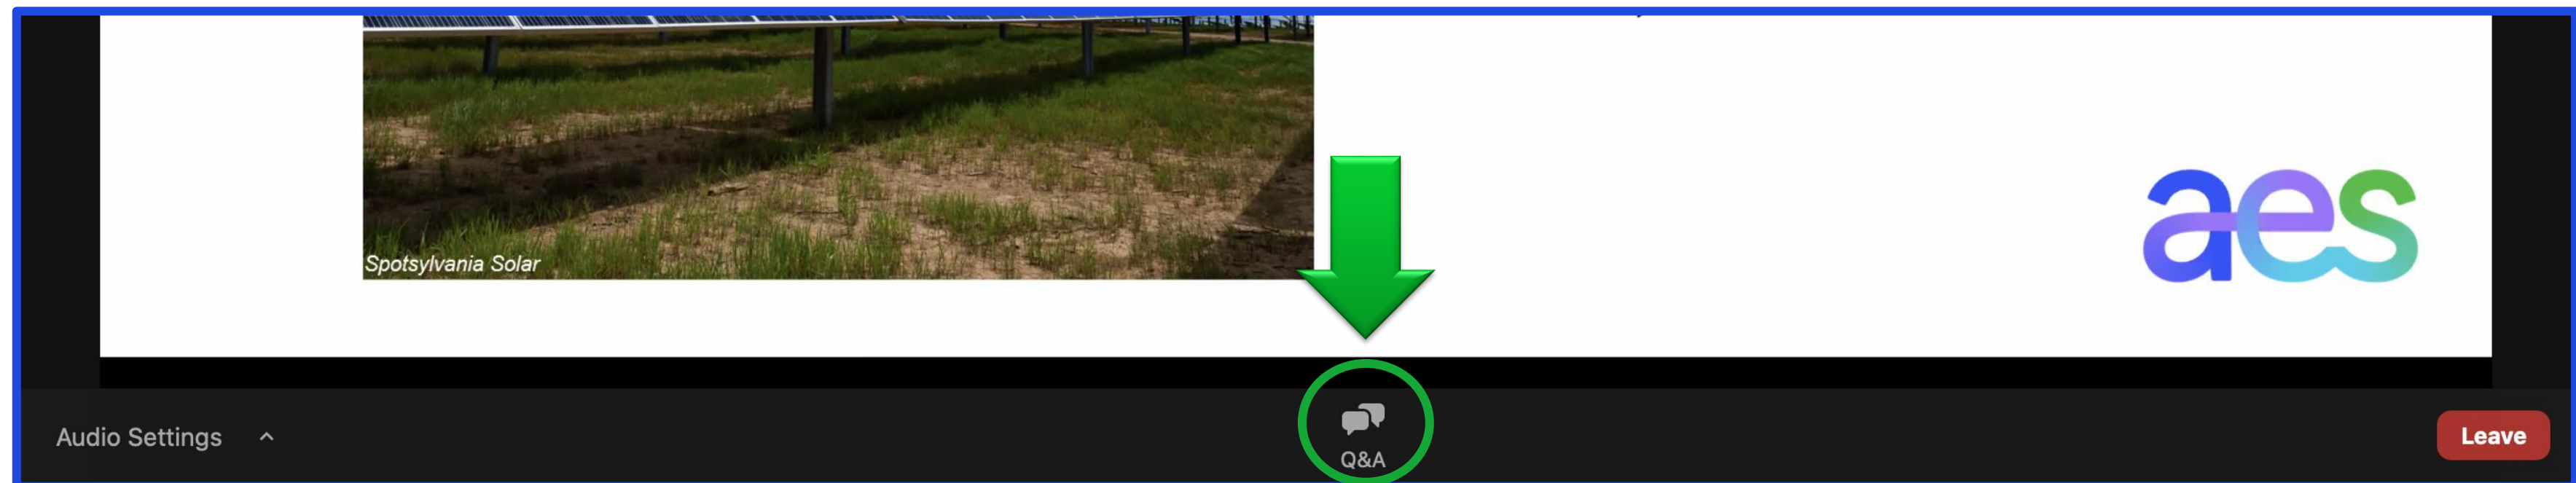 Spotsylvania Solar
aes
Audio Settings
Q&A
Leave